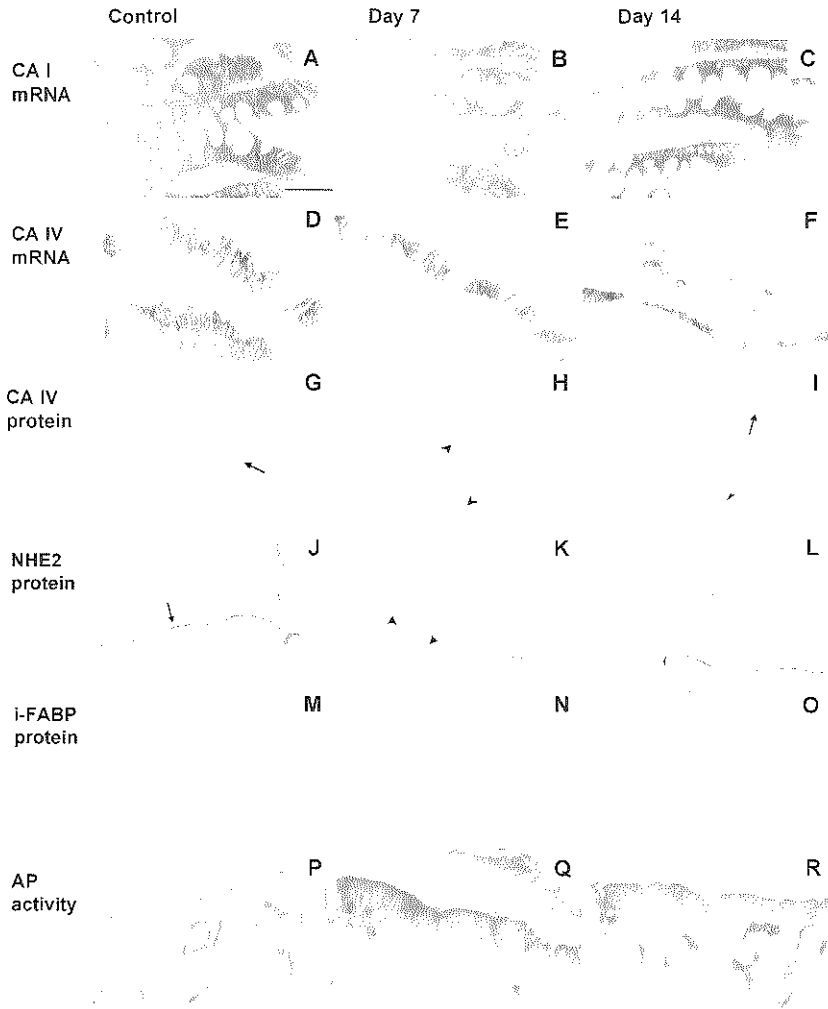 Control Day 7 Day 14
CA I
mRNA
A B C
CA IV
mRNA
D E F
CA IV
protein
G H I
NHE2
protein
J K L
i-FABP
protein
M N O
AP
activity
P Q R